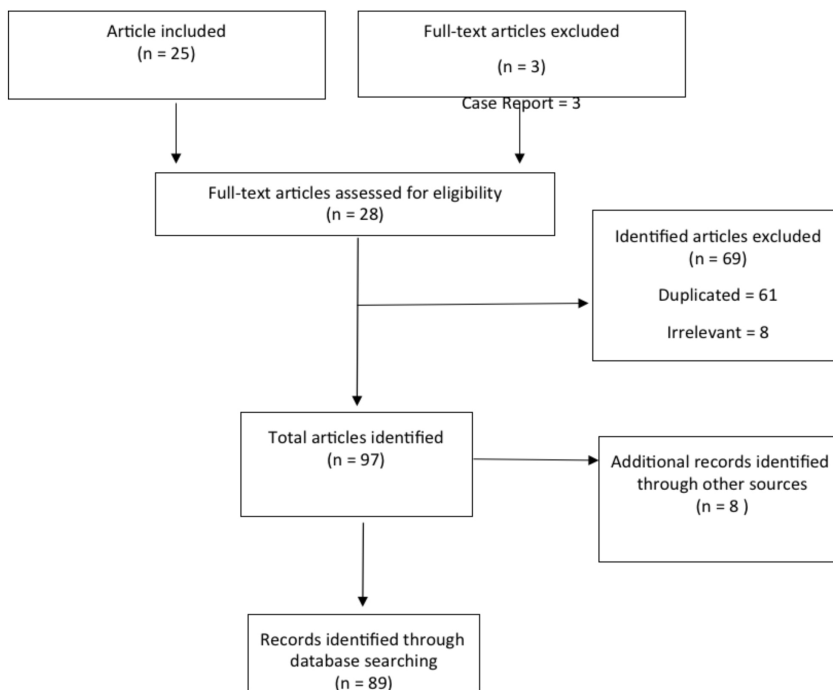 Article included
(n = 25)
Full-text articles excluded
(n = 3)
Case Report = 3
Full-text articles assessed for eligibility
(n = 28)
Identified articles excluded
(n = 69)
Duplicated = 61
Irrelevant = 8
Total articles identified
(n = 97)
Additional records identified
through other sources
(n = 8 )
Records identified through
database searching
(n = 89)